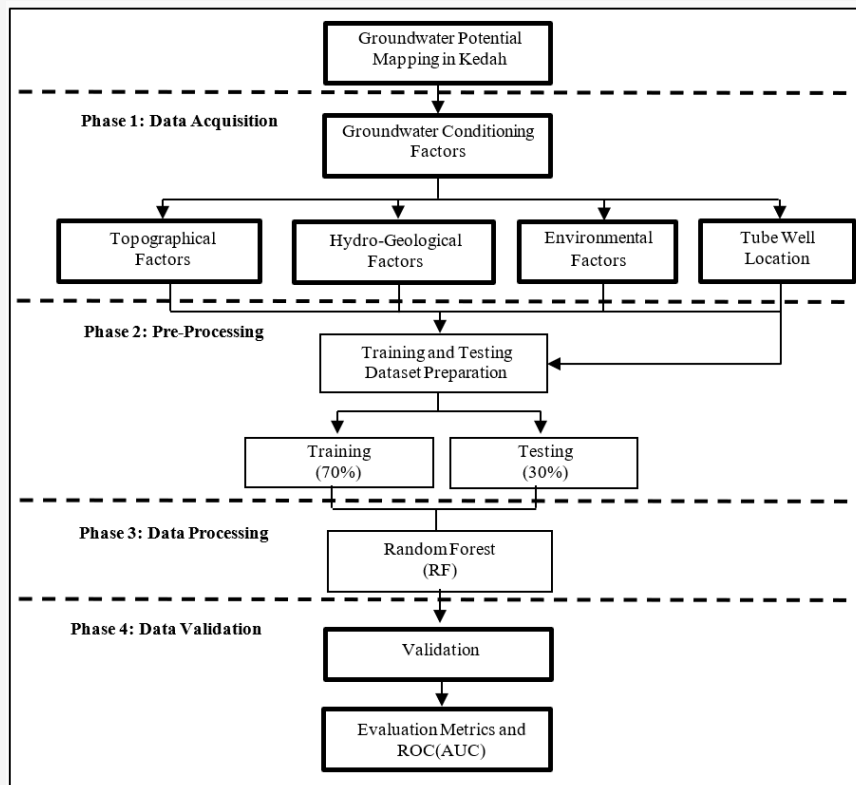 Groundwater Potential
Mapping in Kedah
Phase 1: Data Acquisition
Groundwater Conditioning
Factors
Topographical
Factors
Hydro-Geological
Factors
Environmental
Factors
Tube Well
Location
Phase 2: Pre-Processing
Training and Testing
Dataset Preparation
Training
(70%)
Testing
(30%)
Phase 3: Data Processing
Random Forest
(RF)
Phase 4: Data Validation
Validation
Evaluation Metrics and
ROC(AUC)